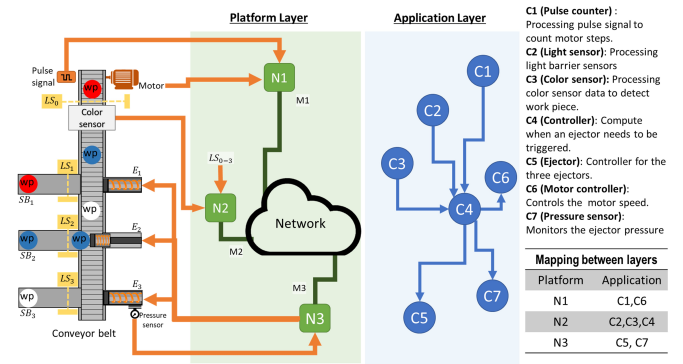 Platform Layer
Application Layer
Pulse
signal
Motor
N1
M1
wp
LS₀
Color
sensor
wp
LS₁
E₁
wp
SB₁
wp
LS₀₋₃
N2
M2
Network
LS₂
E₂
wp
wp
SB₂
LS₃
E₃
wp
SB₃
Pressure
sensor
M3
N3
Conveyor belt
C1
C2
C3
C6
C4
C7
C5
C1 (Pulse counter) :
Processing pulse signal to
count motor steps.
C2 (Light sensor): Processing
light barrier sensors
C3 (Color sensor): Processing
color sensor data to detect
work piece.
C4 (Controller): Compute
when an ejector needs to be
triggered.
C5 (Ejector): Controller for the
three ejectors.
C6 (Motor controller):
Controls the motor speed.
C7 (Pressure sensor):
Monitors the ejector pressure
Mapping between layers
Platform Application
N1 C1,C6
N2 C2,C3,C4
N3 C5, C7